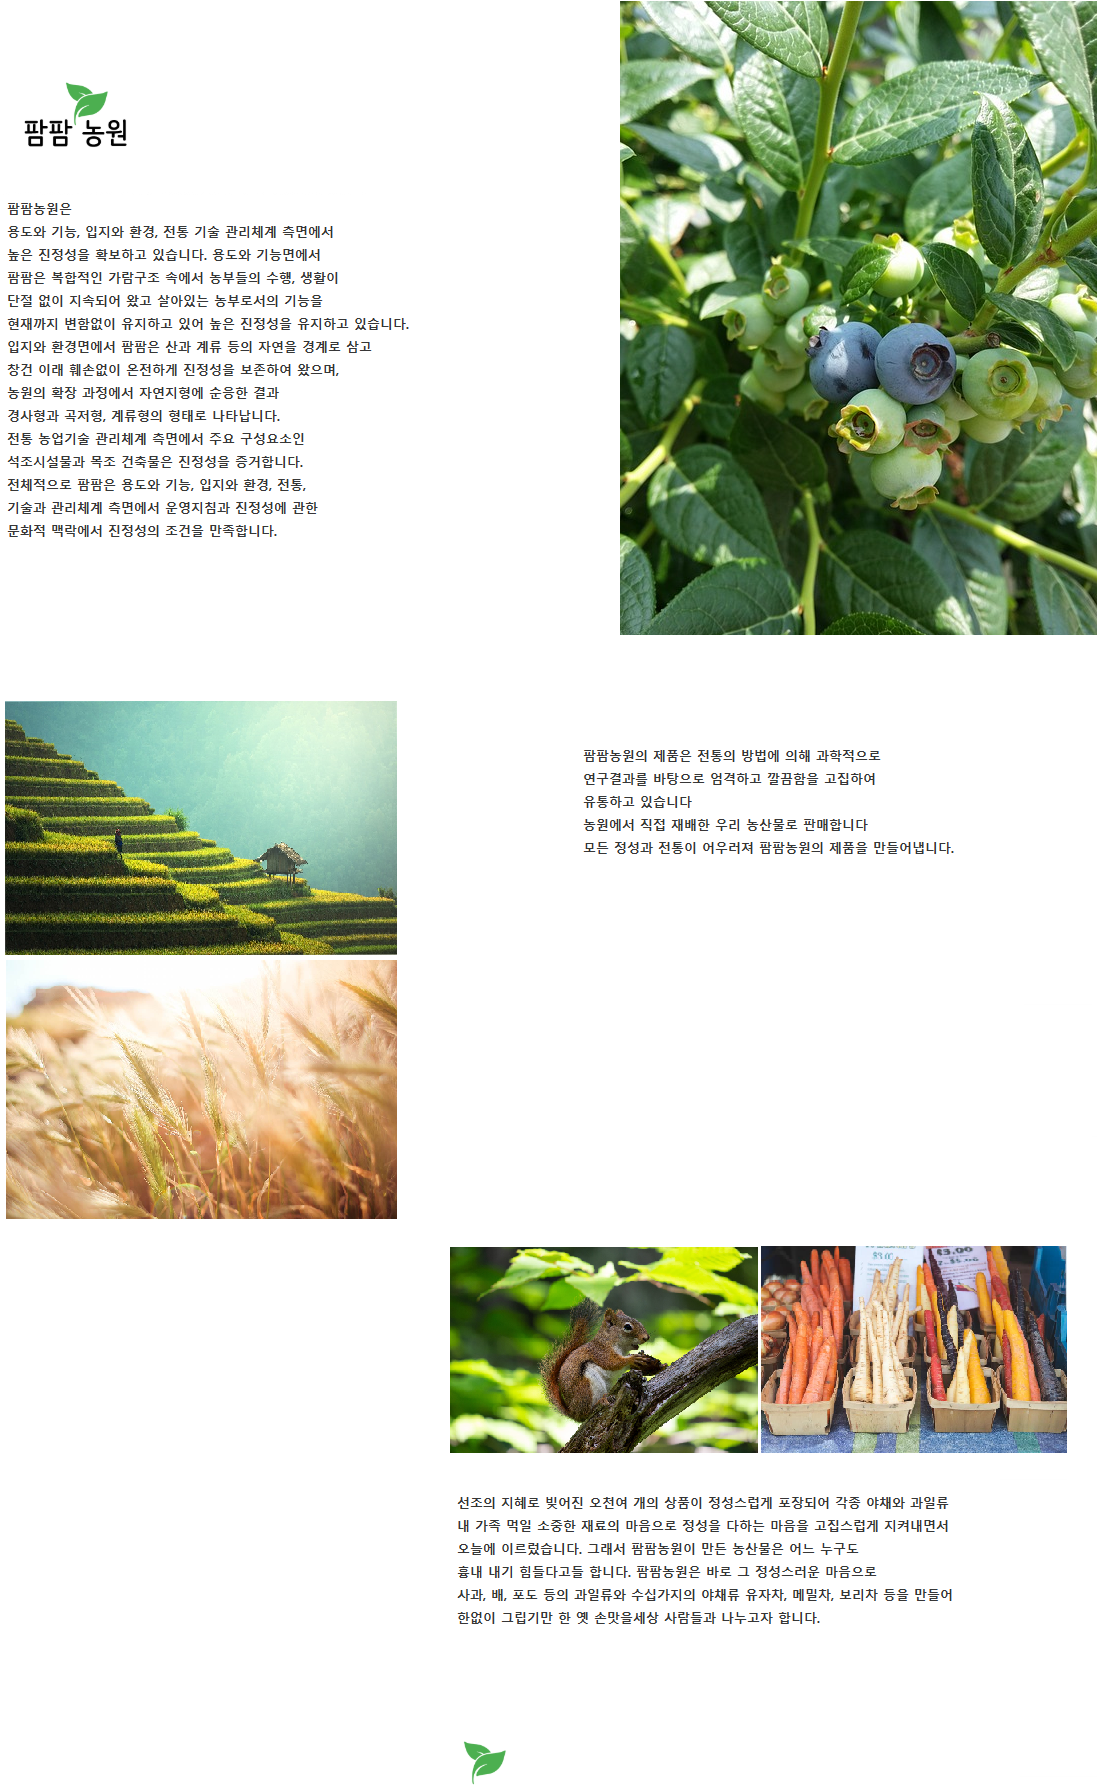 팜팜 농원
팜팜농원은
용도와 기능, 입지와 환경, 전통 기술 관리체계 측면에서
높은 진정성을 확보하고 있습니다. 용도와 기능면에서
팜팜은 복합적인 가람구조 속에서 농부들의 수행, 생활이
단절 없이 지속되어 왔고 살아있는 농부로서의 기능을
현재까지 변함없이 유지하고 있어 높은 진정성을 유지하고 있습니다.
입지와 환경면에서 팜팜은 산과 계류 등의 자연을 경계로 삼고
창건 이래 훼손없이 온전하게 진정성을 보존하여 왔으며,
농원의 확장 과정에서 자연지형에 순응한 결과
경사형과 곡저형, 계류형의 형태로 나타납니다.
전통 농업기술 관리체계 측면에서 주요 구성요소인
석조시설물과 목조 건축물은 진정성을 증거합니다.
전체적으로 팜팜은 용도와 기능, 입지와 환경, 전통,
기술과 관리체계 측면에서 운영지침과 진정성에 관한
문화적 맥락에서 진정성의 조건을 만족합니다.
팜팜농원의 제품은 전통의 방법에 의해 과학적으로
연구결과를 바탕으로 엄격하고 깔끔함을 고집하여
유통하고 있습니다
농원에서 직접 재배한 우리 농산물로 판매합니다
모든 정성과 전통이 어우러져 팜팜농원의 제품을 만들어냅니다.
$3.00
$3.00
선조의 지혜로 빚어진 오천여 개의 상품이 정성스럽게 포장되어 각종 야채와 과일류
내 가족 먹일 소중한 재료의 마음으로 정성을 다하는 마음을 고집스럽게 지켜내면서
오늘에 이르렀습니다. 그래서 팜팜농원이 만든 농산물은 어느 누구도
흉내 내기 힘들다고들 합니다. 팜팜농원은 바로 그 정성스러운 마음으로
사과, 배, 포도 등의 과일류와 수십가지의 야채류 유자차, 메밀차, 보리차 등을 만들어
한없이 그립기만 한 옛 손맛을세상 사람들과 나누고자 합니다.